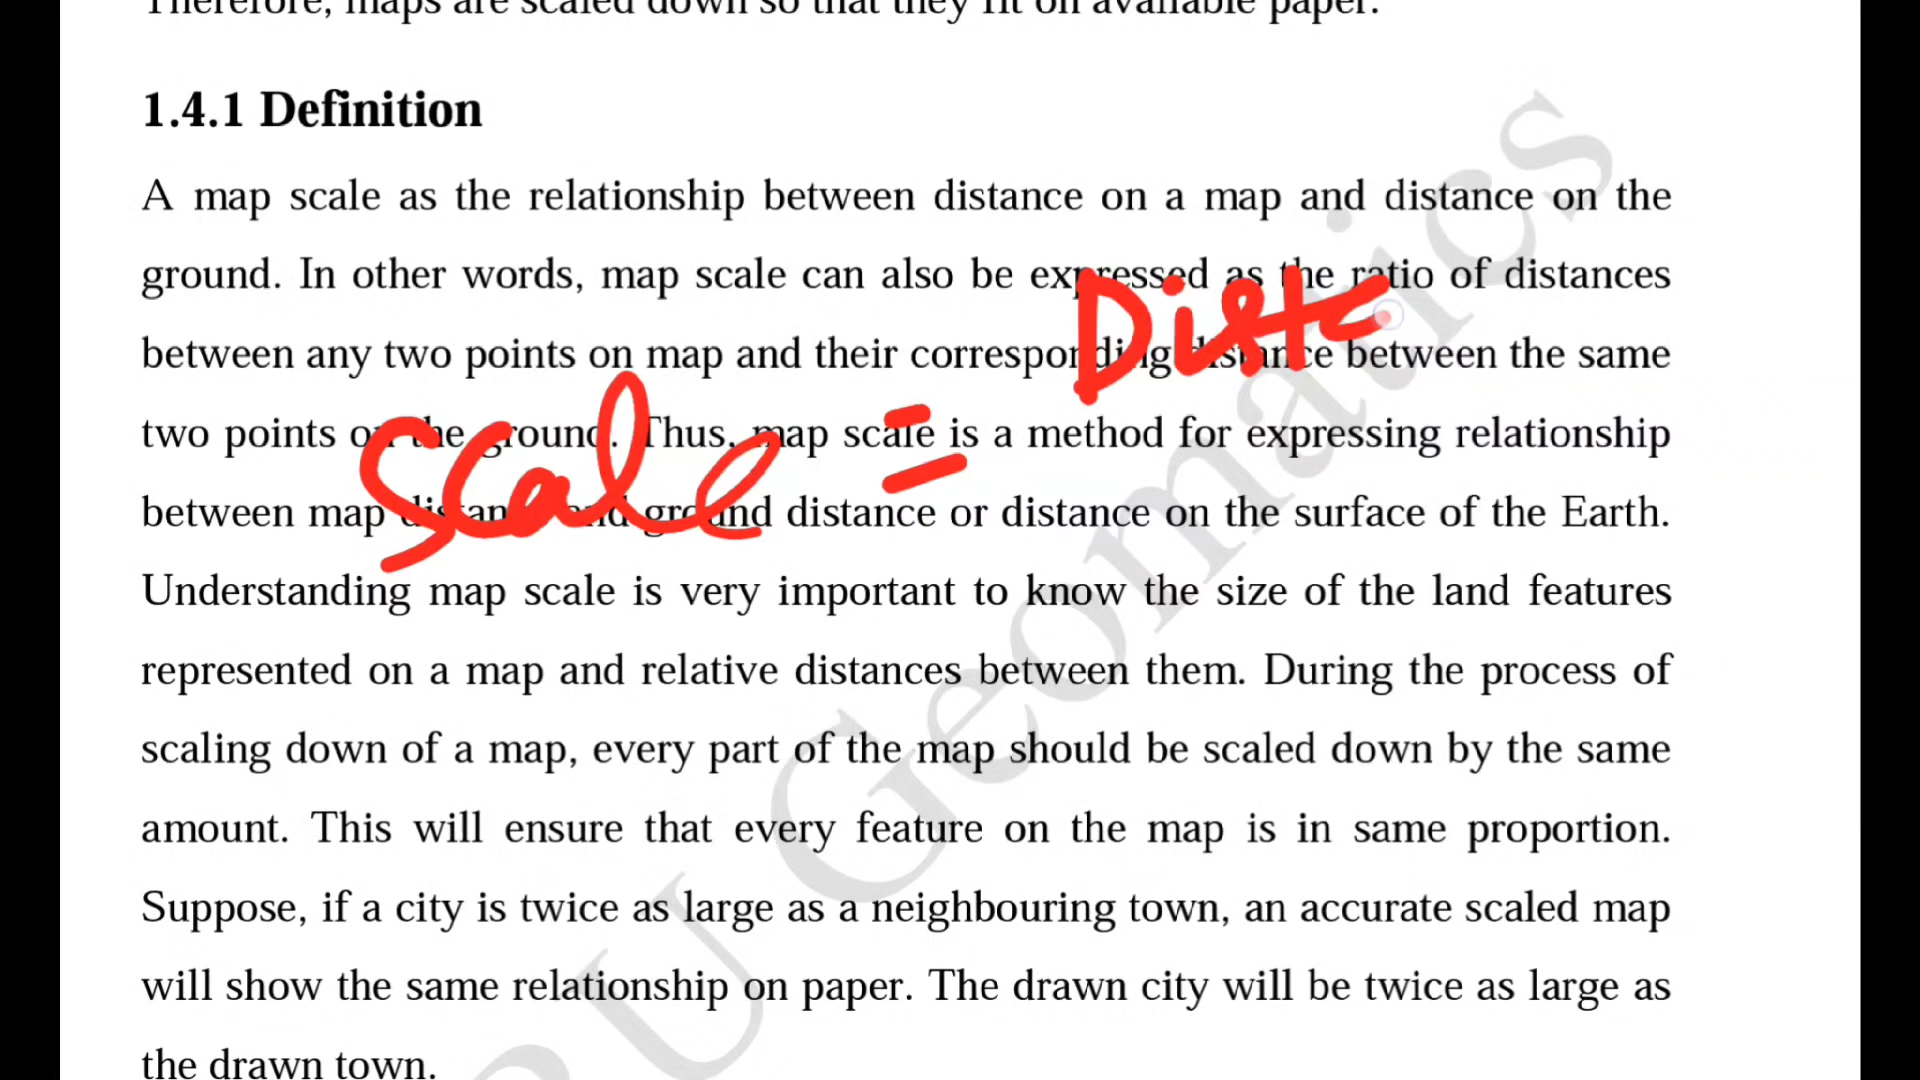 Therefore, maps are scaled down so that they fit on available paper.
1.4.1 Definition
A map scale as the relationship between distance on a map and distance on the
ground. In other words, map scale can also be expressed as the ratio of distances
between any two points on map and their corresponding distance between the same
two points on the ground. Thus, map scale is a method for expressing relationship
between map distance and ground distance or distance on the surface of the Earth.
Understanding map scale is very important to know the size of the land features
represented on a map and relative distances between them. During the process of
scaling down of a map, every part of the map should be scaled down by the same
amount. This will ensure that every feature on the map is in same proportion.
Suppose, if a city is twice as large as a neighbouring town, an accurate scaled map
will show the same relationship on paper. The drawn city will be twice as large as
the drawn town.
Scale = Dist
U Geomatics